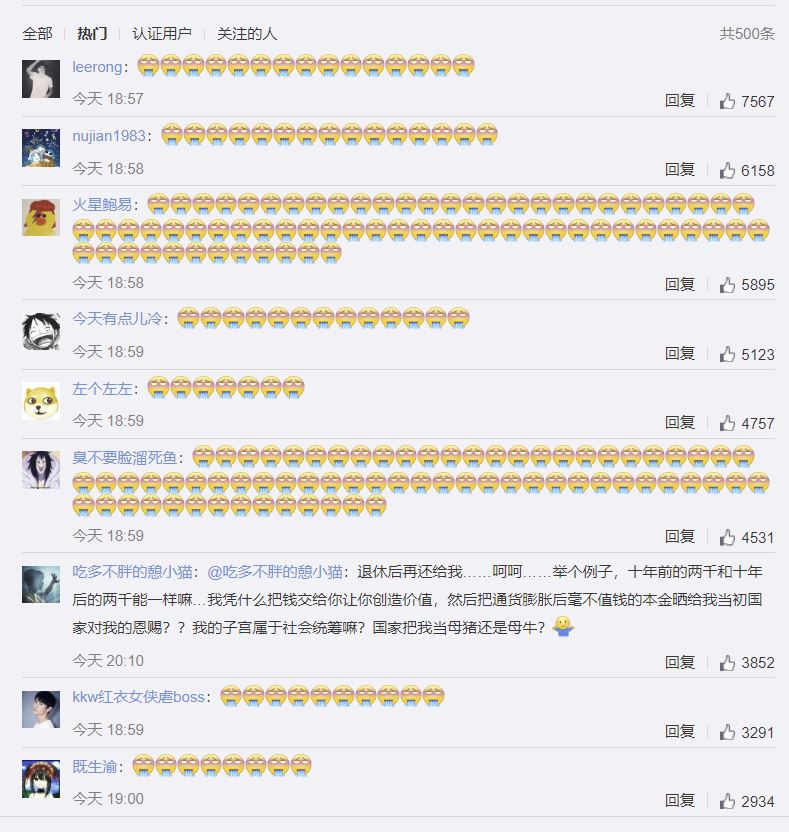 全部 热门 认证用户 关注的人 共500条
leerong：
今天 18:57 回复 7567
nujian1983：
今天 18:58 回复 6158
火星鲍易：
今天 18:58 回复 5895
今天有点儿冷：
今天 18:59 回复 5123
左个左左：
今天 18:59 回复 4757
臭不要脸溜死鱼：
今天 18:59 回复 4531
吃多不胖的憩小猫：@吃多不胖的憩小猫：退休后再还给我……呵呵……举个例子，十年前的两千和十年
后的两千能一样嘛...我凭什么把钱交给你让你创造价值，然后把通货膨胀后毫不值钱的本金晒给我当初国
家对我的恩赐？？我的子宫属于社会统筹嘛？国家把我当母猪还是母牛？
今天 20:10 回复 3852
kkw红衣女侠虐boss：
今天 18:59 回复 3291
既生渝：
今天 19:00 回复 2934